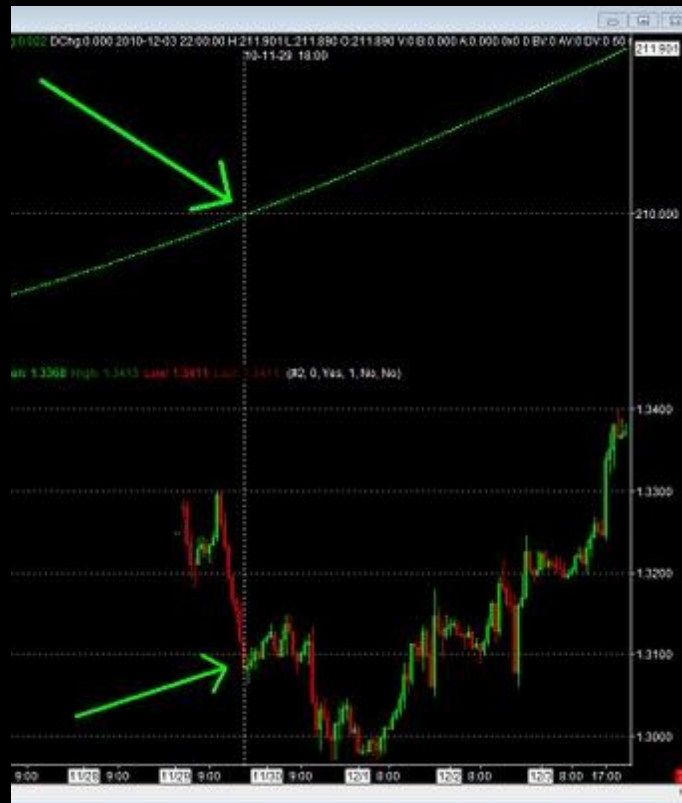 DChg:0.000 2010-12-03 22:00:00 H:211.901 L:211.890 O:211.890 V:0 B:0.000 A:0.000 0x0 0 BV:0 AV:0 DV:0
10-11-29 18:00
211.901
210.000
1.3368 High: 1.3413 Low: 1.3411 (#2, 0, Yes, 1, No, No)
1.3400
1.3300
1.3200
1.3100
1.3000
9:00 11/28 9:00 11/29 9:00 11/30 9:00 12/1 8:00 12/2 8:00 12/3 8:00 17:00